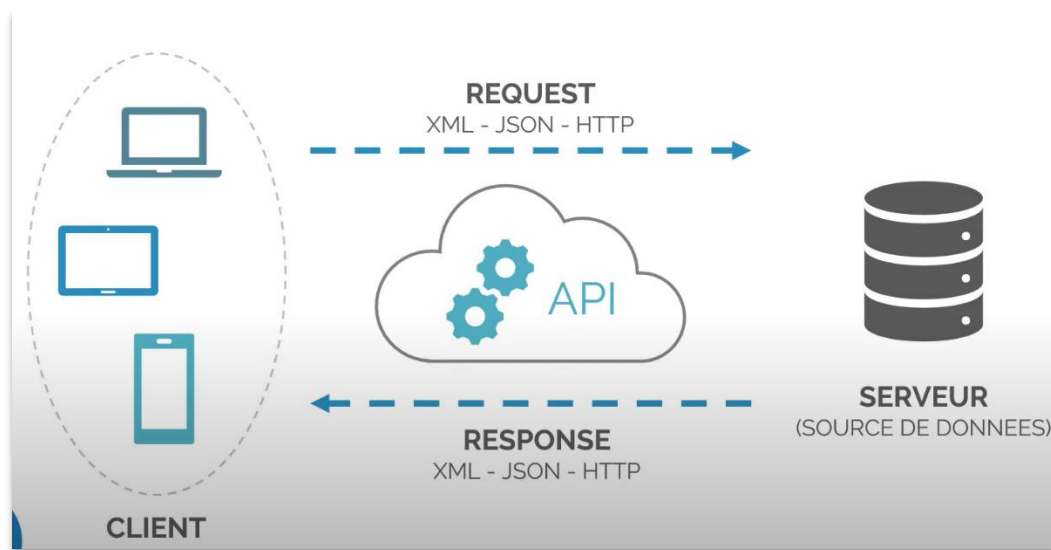 REQUEST
XML - JSON - HTTP
API
SERVEUR
(SOURCE DE DONNEES)
RESPONSE
XML - JSON - HTTP
CLIENT